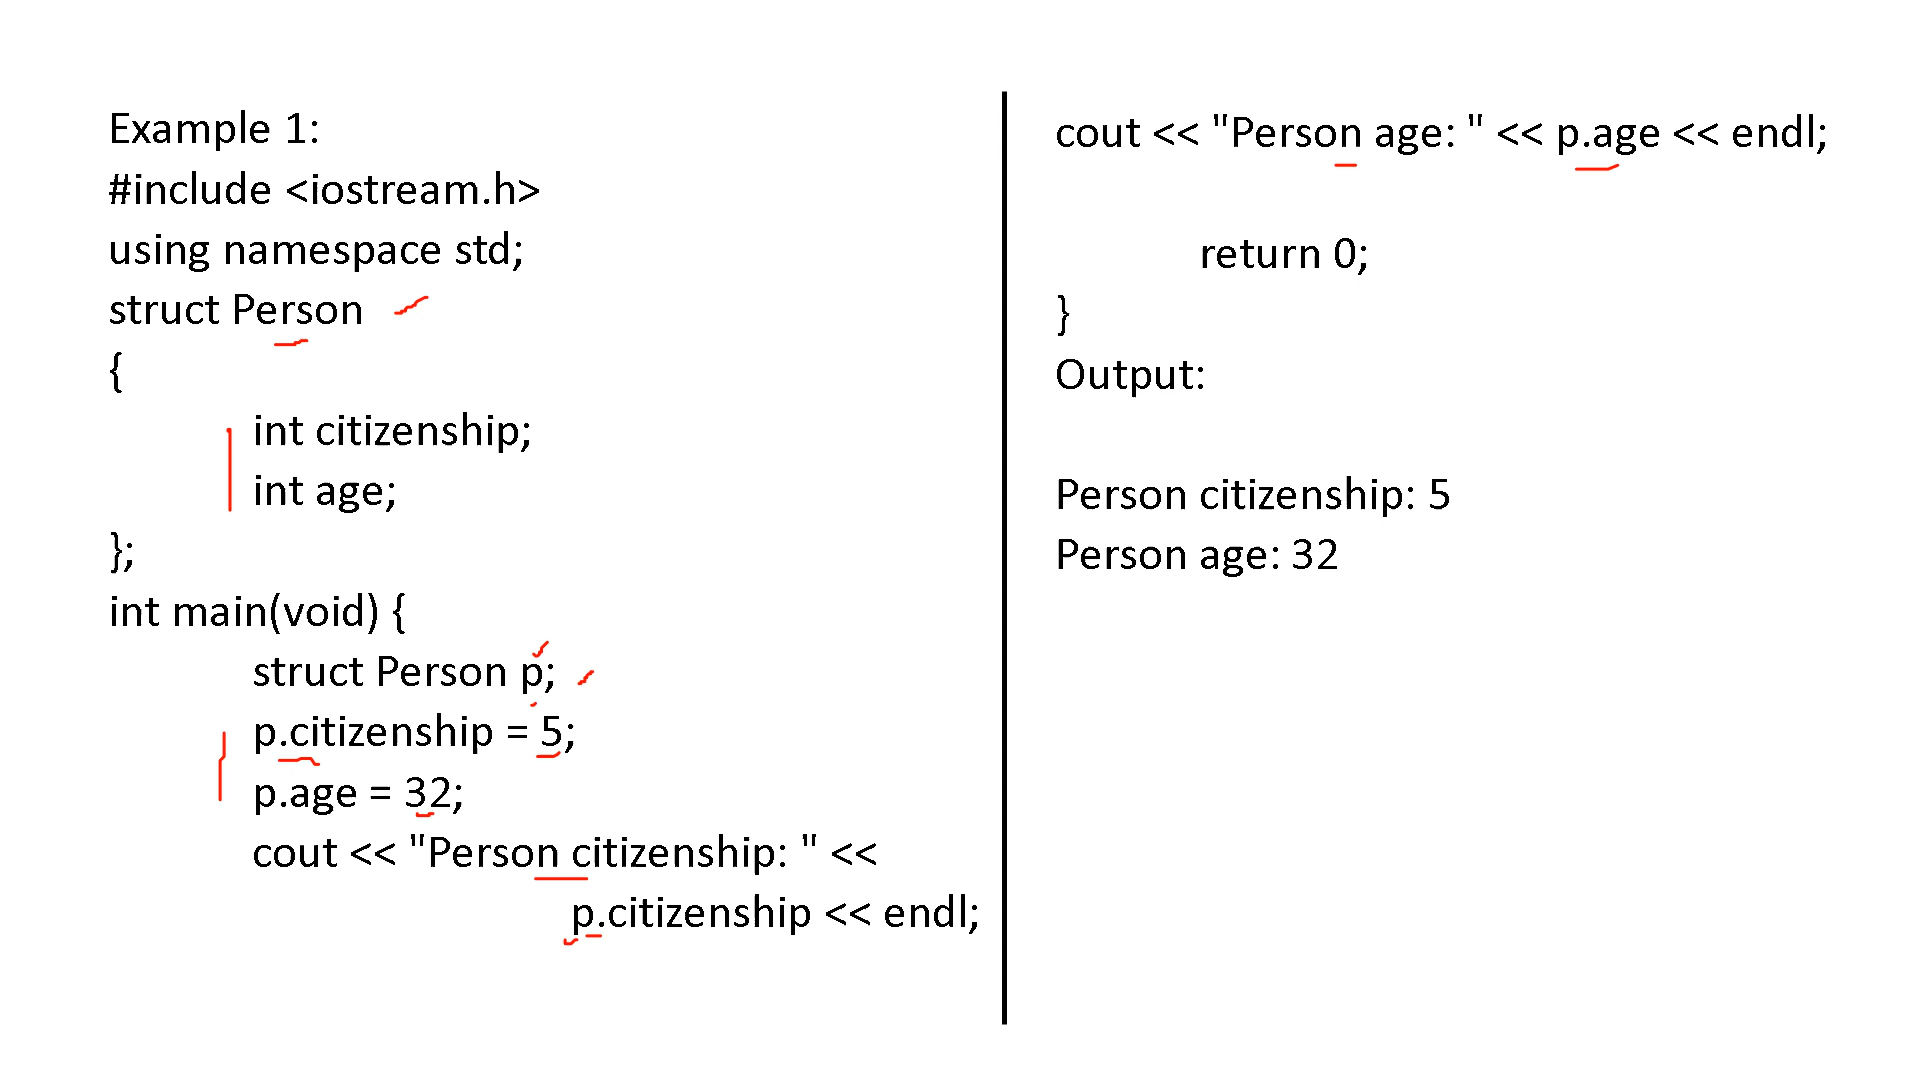 Example 1:
#include <iostream.h>
using namespace std;
struct Person
{
int citizenship;
int age;
};
int main(void) {
struct Person p;
p.citizenship = 5;
p.age = 32;
cout << "Person citizenship: " <<
p.citizenship << endl;
cout << "Person age: " << p.age << endl;
return 0;
}
Output:
Person citizenship: 5
Person age: 32